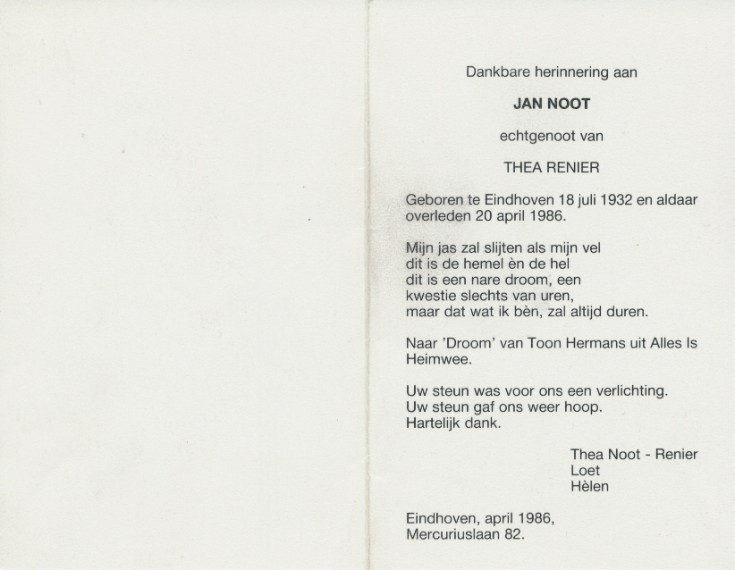 Dankbare herinnering aan
JAN NOOT
echtgenoot van
THEA RENIER
Geboren te Eindhoven 18 juli 1932 en aldaar
overleden 20 april 1986.
Mijn jas zal slijten als mijn vel
dit is de hemel èn de hel
dit is een nare droom, een
kwestie slechts van uren,
maar dat wat ik bèn, zal altijd duren.
Naar 'Droom' van Toon Hermans uit Alles Is
Heimwee.
Uw steun was voor ons een verlichting.
Uw steun gaf ons weer hoop.
Hartelijk dank.
Thea Noot - Renier
Loet
Hèlen
Eindhoven, april 1986,
Mercuriuslaan 82.